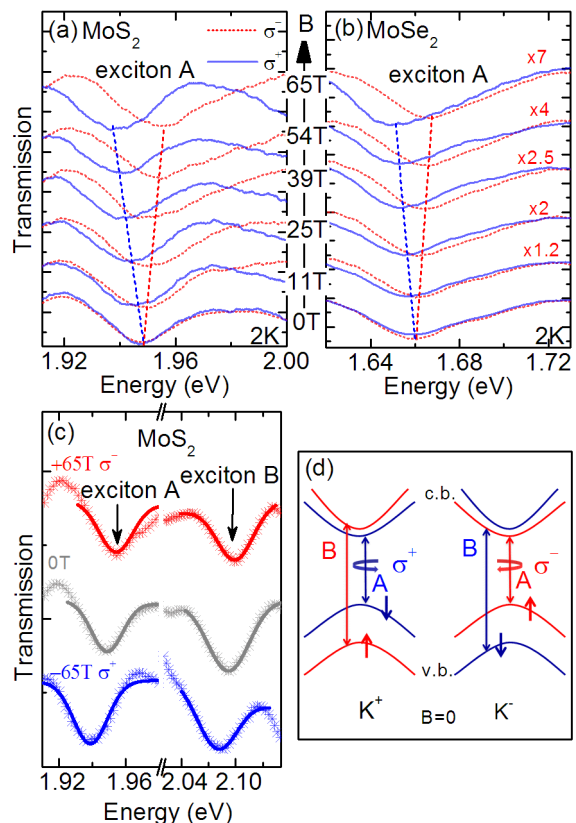 (a) MoS2
σ−
σ+
B
(b) MoSe2
exciton A
exciton A
65T
54T
39T
25T
11T
0T
x7
x4
x2.5
x2
x1.2
2K
2K
Transmission
1.92 1.96 2.00
1.64 1.68 1.72
Energy (eV)
Energy (eV)
(c) MoS2
+65T σ−
exciton A
exciton B
0T
−65T σ+
Transmission
1.92 1.96 2.04 2.10
Energy (eV)
(d)
c.b.
B
σ+
A
B
σ−
A
v.b.
K+
B=0
K-